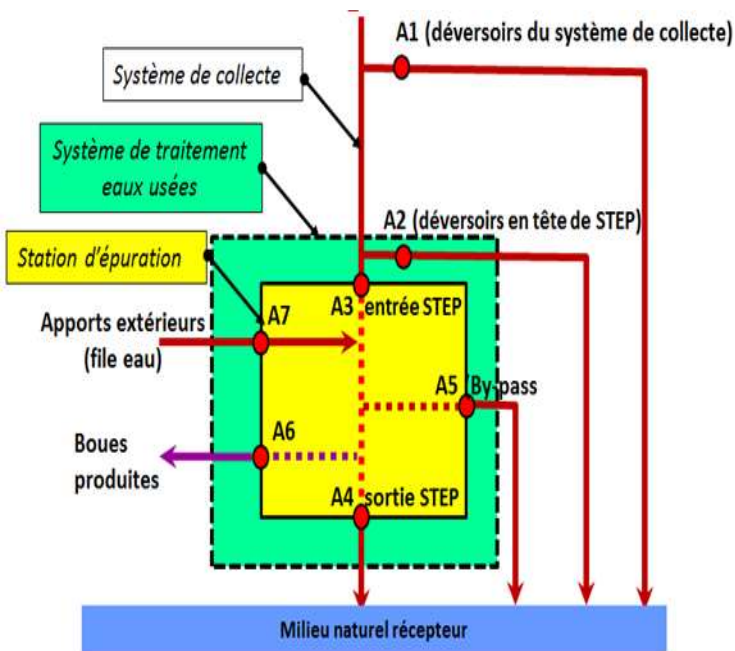 A1 (déversoirs du système de collecte)
Système de collecte
Système de traitement
eaux usées
A2 (déversoirs en tête de STEP)
Station d'épuration
A3 entrée STEP
A7
Apports extérieurs
(file eau)
A5 (By-pass
A6
Boues
produites
A4 sortie STEP
Milieu naturel récepteur